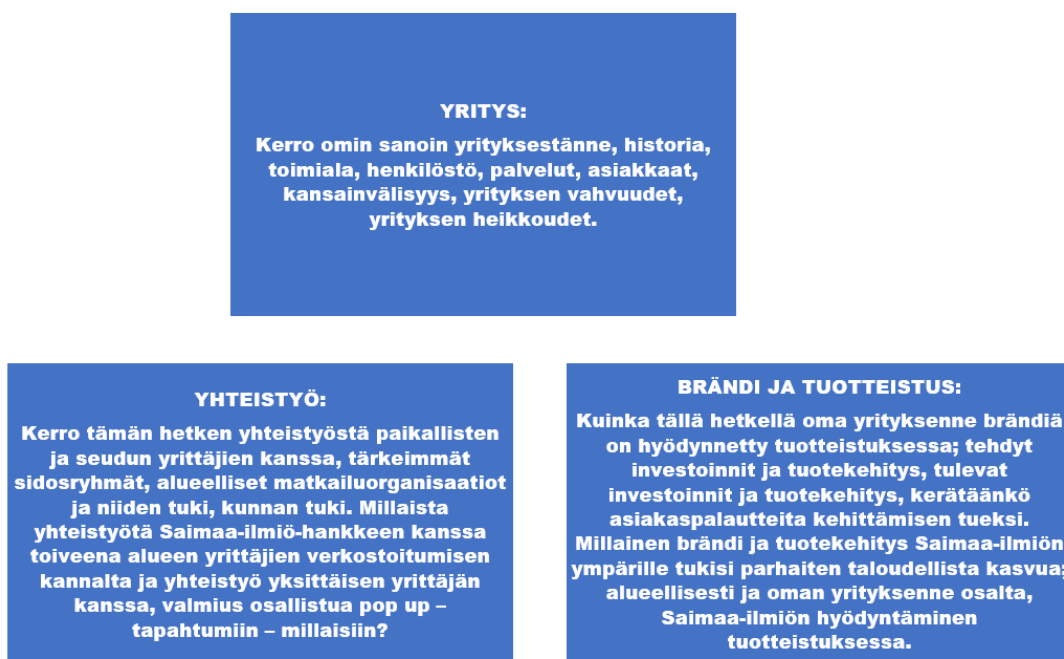 YRITYS:
Kerro omin sanoin yrityksestänne, historia,
toimiala, henkilöstö, palvelut, asiakkaat,
kansainvälisyys, yrityksen vahvuudet,
yrityksen heikkoudet.
YHTEISTYÖ:
Kerro tämän hetken yhteistyöstä paikallisten
ja seudun yrittäjien kanssa, tärkeimmät
sidosryhmät, alueelliset matkailuorganisaatiot
ja niiden tuki, kunnan tuki. Millaista
yhteistyötä Saimaa-ilmiö-hankkeen kanssa
toiveena alueen yrittäjien verkostoitumisen
kannalta ja yhteistyö yksittäisen yrittäjän
kanssa, valmius osallistua pop up –
tapahtumiin – millaisiin?
BRÄNDI JA TUOTTEISTUS:
Kuinka tällä hetkellä oma yrityksenne brändiä
on hyödynnetty tuotteistuksessa; tehdyt
investoinnit ja tuotekehitys, tulevat
investoinnit ja tuotekehitys, kerätäänkö
asiakaspalautteita kehittämisen tueksi.
Millainen brändi ja tuotekehitys Saimaa-ilmiön
ympärille tukisi parhaiten taloudellista kasvua;
alueellisesti ja oman yrityksenne osalta,
Saimaa-ilmiön hyödyntäminen
tuotteistuksessa.